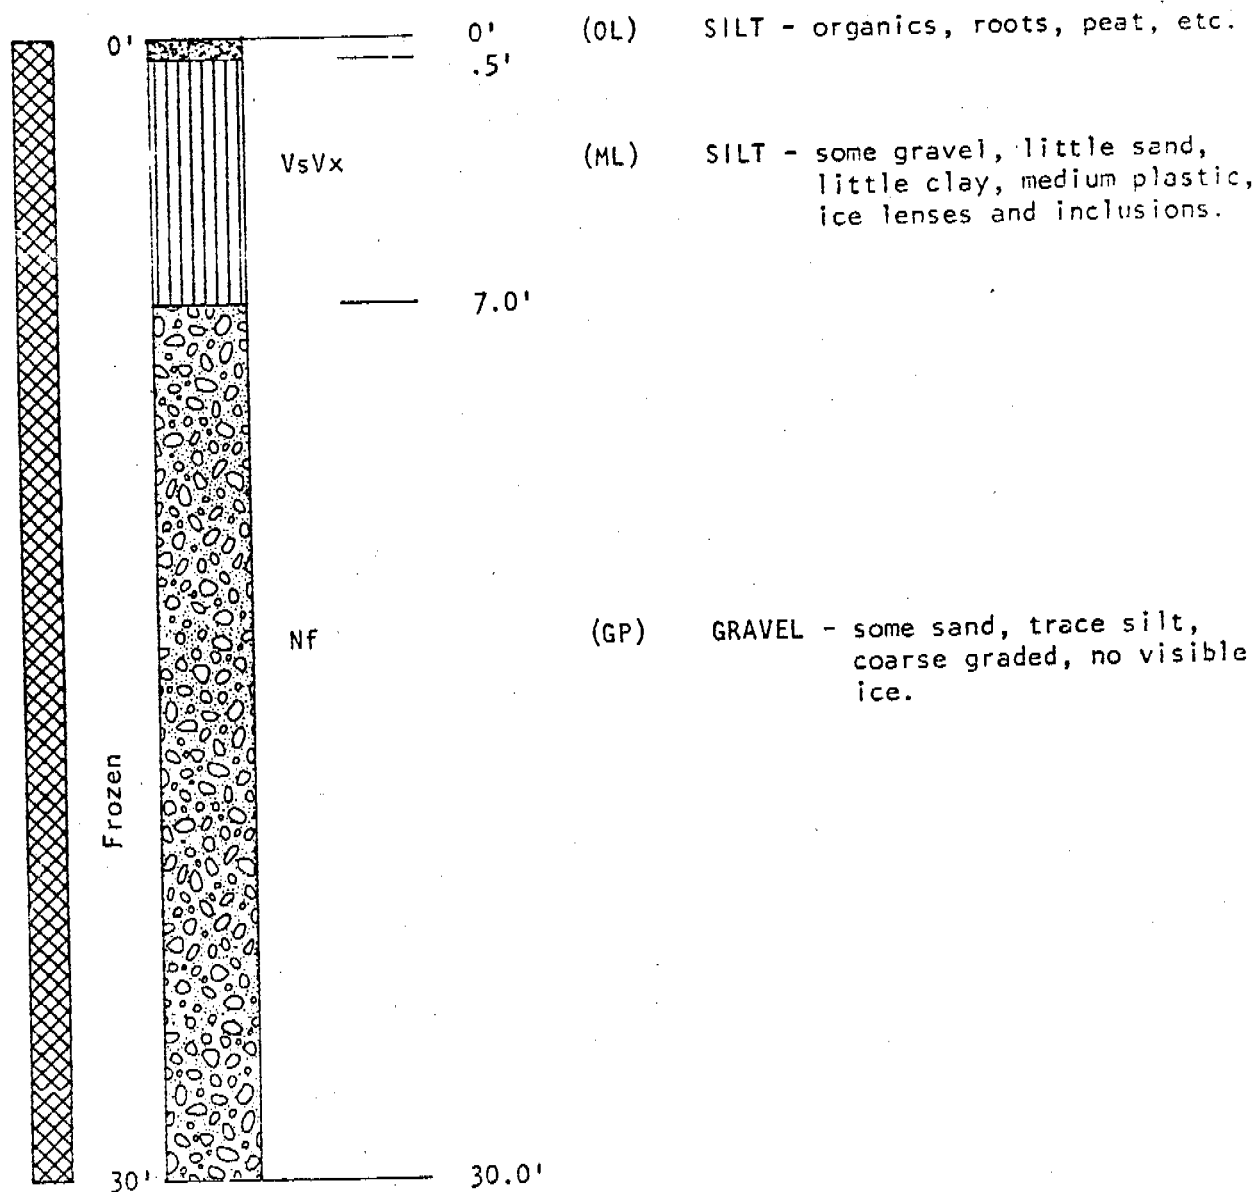 0' 0' (OL) SILT - organics, roots, peat, etc.
.5'
VsVx (ML) SILT - some gravel, little sand,
little clay, medium plastic,
ice lenses and inclusions.
7.0'
Nf (GP) GRAVEL - some sand, trace silt,
coarse graded, no visible
ice.
Frozen
30' 30.0'